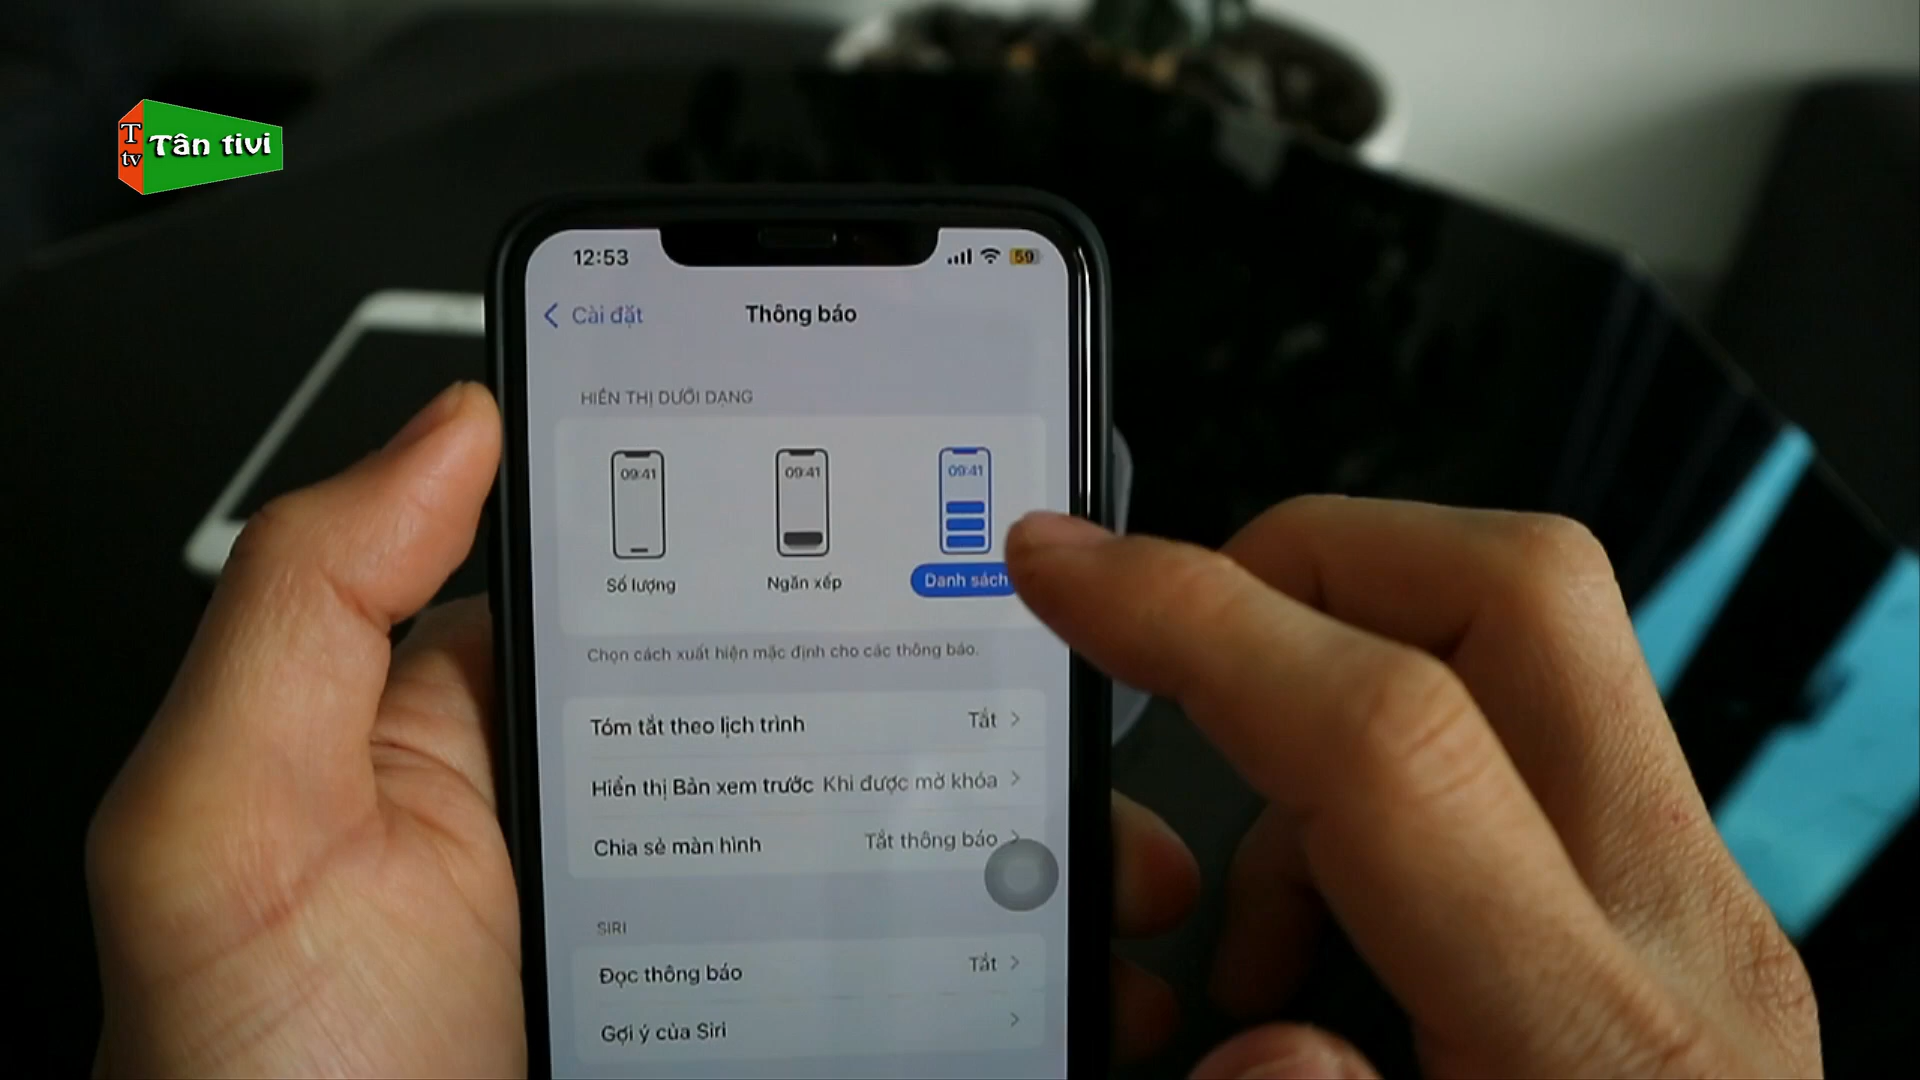 T
tv
Tân tivi
12:53
59
Cài đặt
Thông báo
HIỂN THỊ DƯỚI DẠNG
09:41
09:41
09:41
Số lượng
Ngăn xếp
Danh sách
Chọn cách xuất hiện mặc định cho các thông báo.
Tóm tắt theo lịch trình Tắt
Hiển thị Bản xem trước Khi được mở khóa
Chia sẻ màn hình Tắt thông báo
SIRI
Đọc thông báo Tắt
Gợi ý của Siri